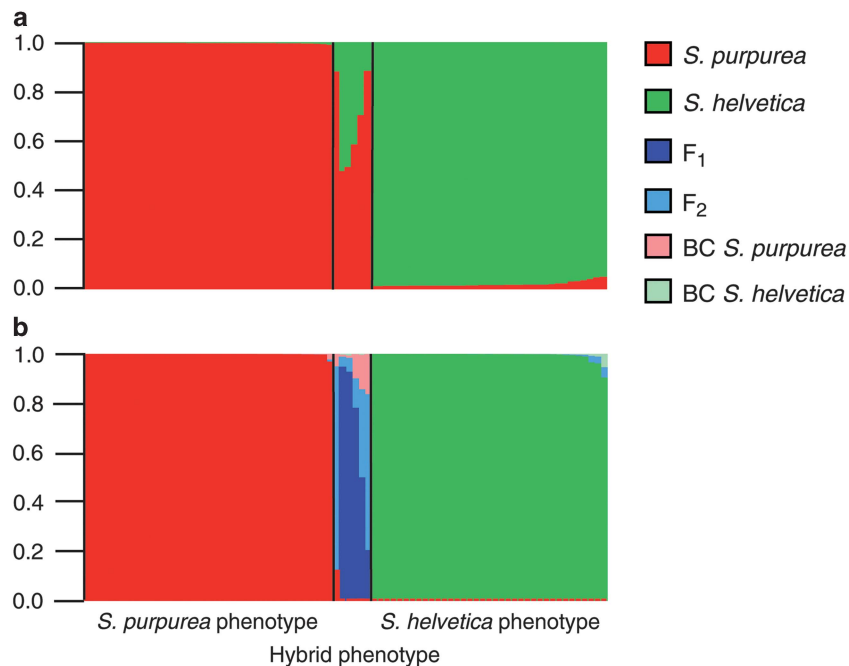 a
1.0
0.8
0.6
0.4
0.2
0.0
S. purpurea
S. helvetica
F1
F2
BC S. purpurea
BC S. helvetica
b
1.0
0.8
0.6
0.4
0.2
0.0
S. purpurea phenotype
S. helvetica phenotype
Hybrid phenotype